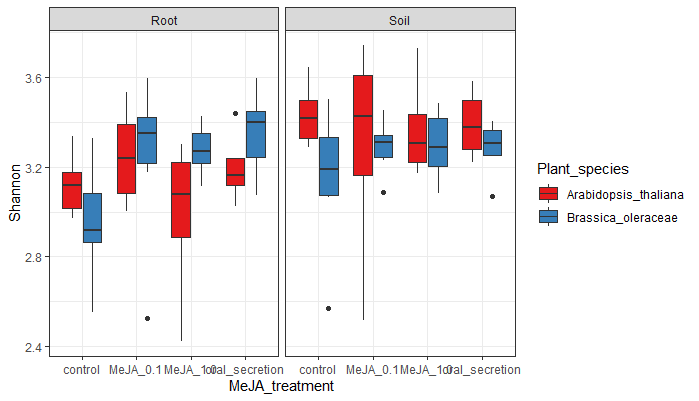 Root Soil
Shannon
3.6
3.2
2.8
2.4
control MeJA_0.1 MeJA_1.0 oral_secretion control MeJA_0.1 MeJA_1.0 oral_secretion
MeJA_treatment
Plant_species
Arabidopsis_thaliana
Brassica_oleraceae